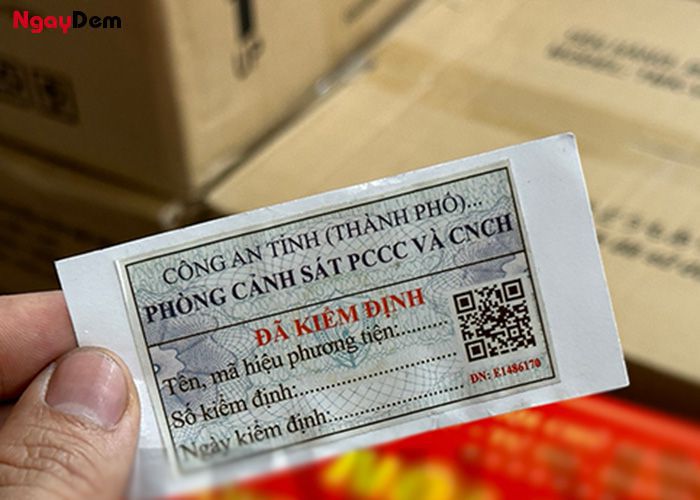 NgayDem
UP
CÔNG AN TỈNH (THÀNH PHỐ)...
PHÒNG CẢNH SÁT PCCC VÀ CNCH
ĐÃ KIỂM ĐỊNH
Tên, mã hiệu phương tiện:..........
Số kiểm định:..............................
Ngày kiểm định:........................
DN: E1486170